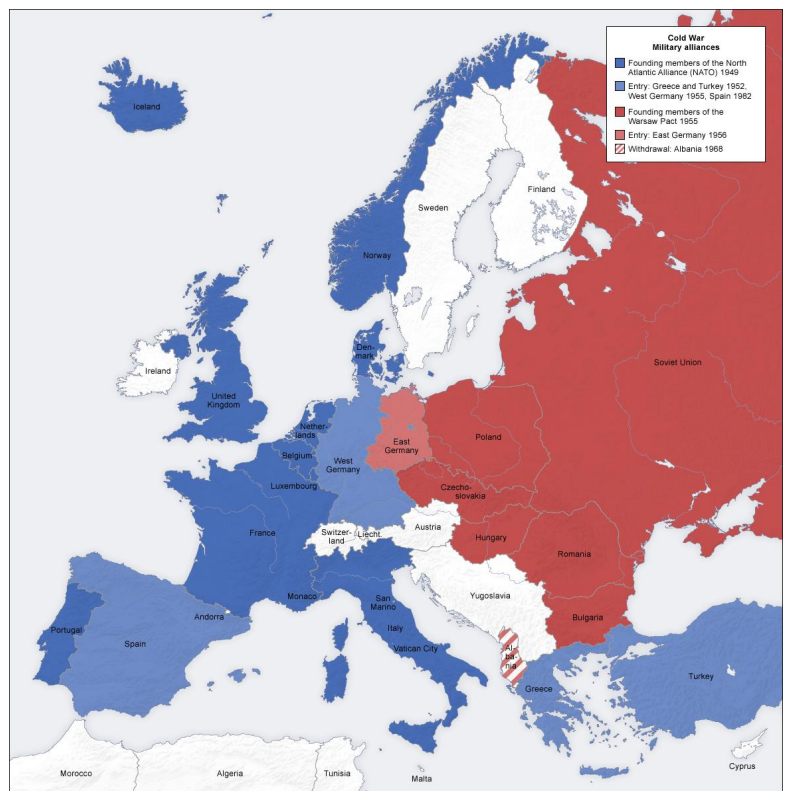 Cold War
Military alliances
Founding members of the North
Atlantic Alliance (NATO) 1949
Entry: Greece and Turkey 1952,
West Germany 1955, Spain 1982
Founding members of the
Warsaw Pact 1955
Entry: East Germany 1956
Withdrawal: Albania 1968
Iceland
Finland
Sweden
Norway
Den-
mark
Soviet Union
Ireland
United
Kingdom
Nether-
lands
Poland
East
Germany
Belgium
West
Germany
Luxembourg
Czecho-
slovakia
Austria
Switzer-
land
Liecht.
France
Hungary
Romania
Monaco
San
Marino
Yugoslavia
Andorra
Bulgaria
Portugal
Spain
Italy
Vatican City
Al-
ba-
nia
Greece
Turkey
Morocco
Algeria
Tunisia
Malta
Cyprus